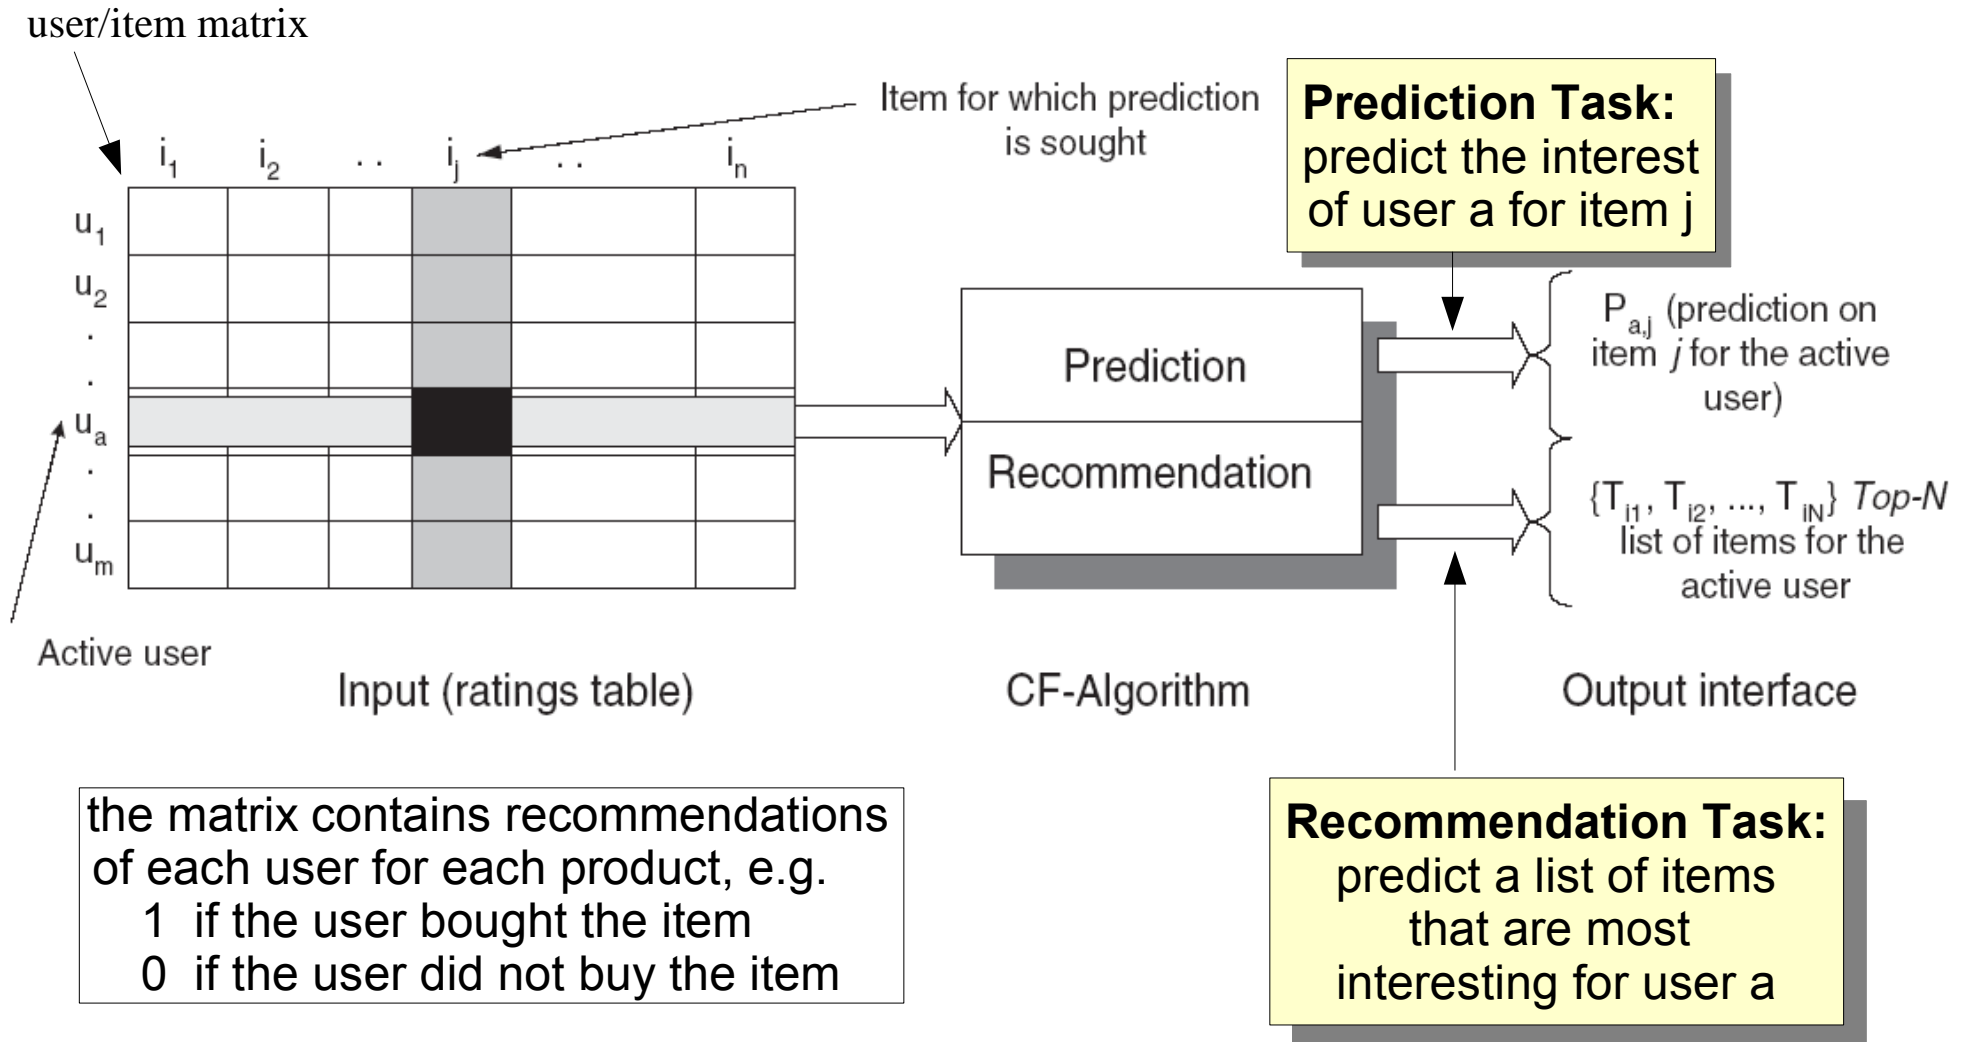 user/item matrix
Item for which prediction
is sought
i1 i2 . . ij . . in
u1
u2
.
.
ua
.
.
um
Active user
Input (ratings table)
Prediction
Recommendation
CF-Algorithm
Prediction Task:
predict the interest
of user a for item j
Pa,j (prediction on
item j for the active
user)
{Ti1, Ti2, ..., TiN} Top-N
list of items for the
active user
Output interface
the matrix contains recommendations
of each user for each product, e.g.
1 if the user bought the item
0 if the user did not buy the item
Recommendation Task:
predict a list of items
that are most
interesting for user a